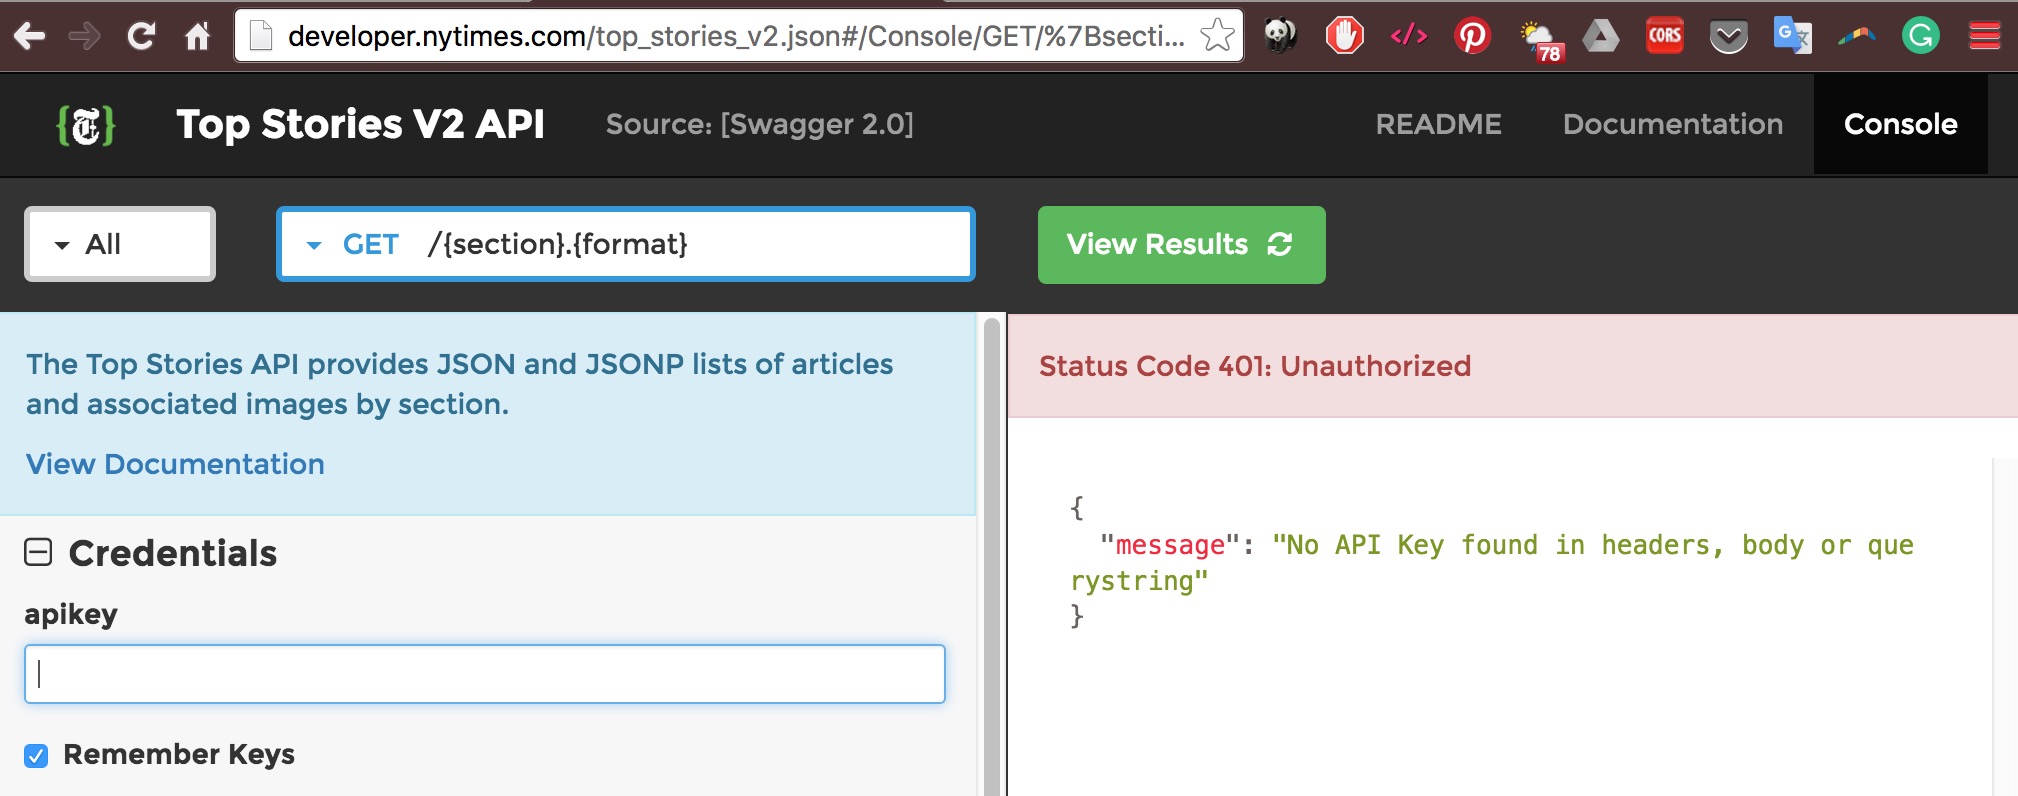 developer.nytimes.com/top_stories_v2.json#/Console/GET/%7Bsecti...
</>
78
CORS
G
Top Stories V2 API
Source: [Swagger 2.0]
README
Documentation
Console
All
GET /{section}.{format}
View Results
The Top Stories API provides JSON and JSONP lists of articles
and associated images by section.
View Documentation
Credentials
apikey
Remember Keys
Status Code 401: Unauthorized
{
"message": "No API Key found in headers, body or que
rystring"
}